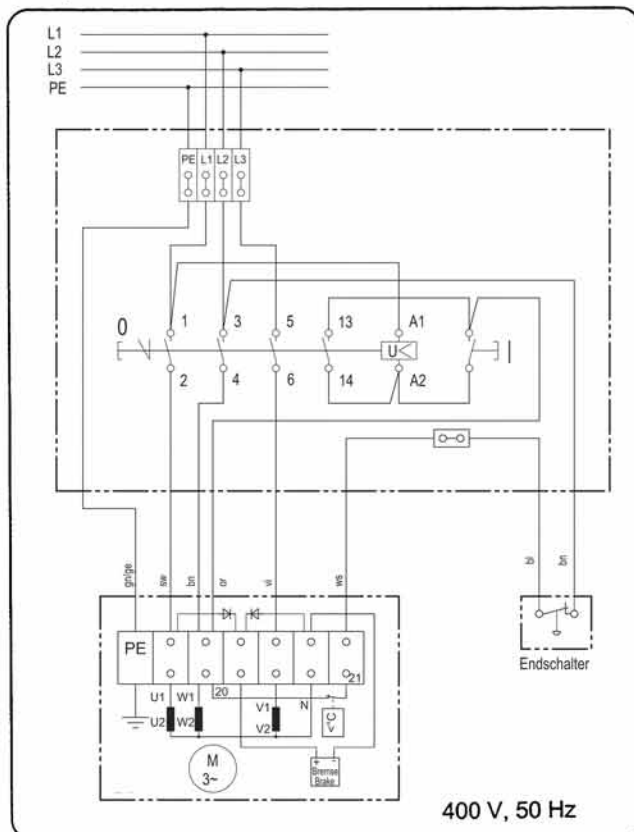 L1
L2
L3
PE
PE L1 L2 L3
0 1 3 5 13 A1
U< I
2 4 6 14 A2
gn/ge sw bn or vi ws bl bn
PE
20 21
U1 W1 V1 N
U2 W2 V2 <°C
Endschalter
M
3~
+ -
Bremse
Brake
400 V, 50 Hz